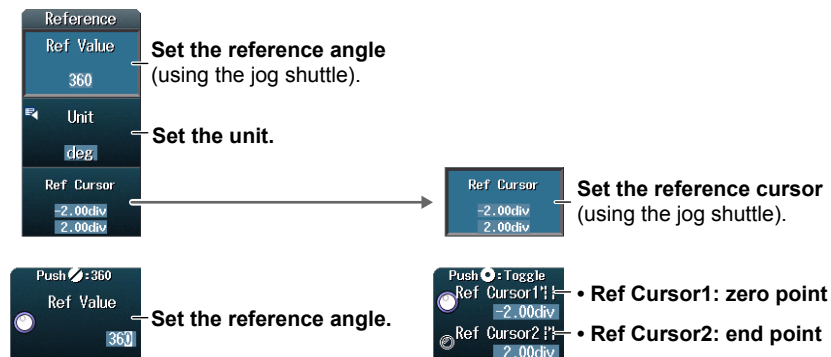 Reference
Ref Value
360
Set the reference angle
(using the jog shuttle).
Unit
deg
Set the unit.
Ref Cursor
-2.00div
2.00div
Ref Cursor
-2.00div
2.00div
Set the reference cursor
(using the jog shuttle).
Push :360
Ref Value
360
Set the reference angle.
Push :Toggle
Ref Cursor1
-2.00div
Ref Cursor2
2.00div
• Ref Cursor1: zero point
• Ref Cursor2: end point